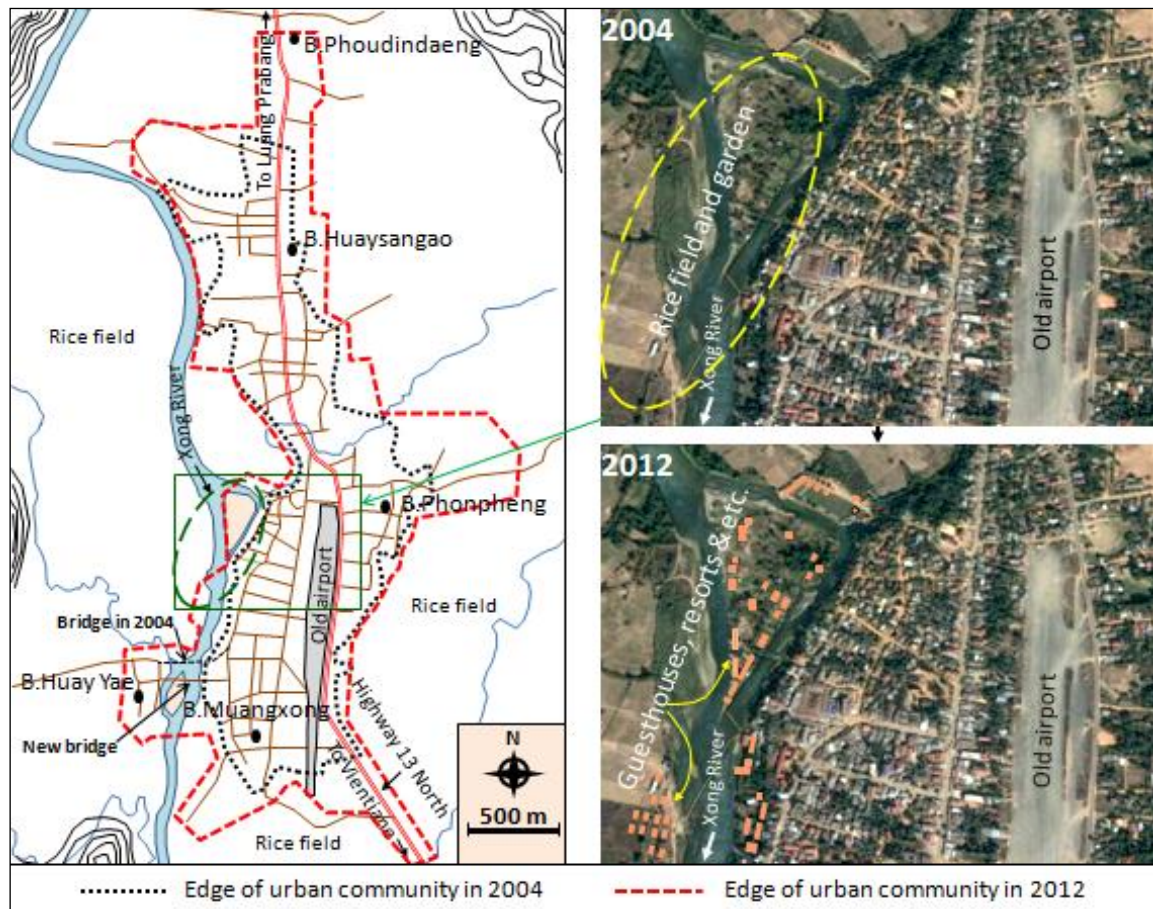 To Luang Prabang
B.Phoudindaeng
B.Huaysangao
Rice field
Xong River
B.Phonpheng
Old airport
Rice field
Bridge in 2004
B.Huay Yae
B.Muangxong
New bridge
Highway 13 North
To Vientiane
Rice field
N
500 m
2004
Rice field and garden
Xong River
Old airport
2012
Guesthouses, resorts & etc.
Xong River
Old airport
Edge of urban community in 2004
Edge of urban community in 2012